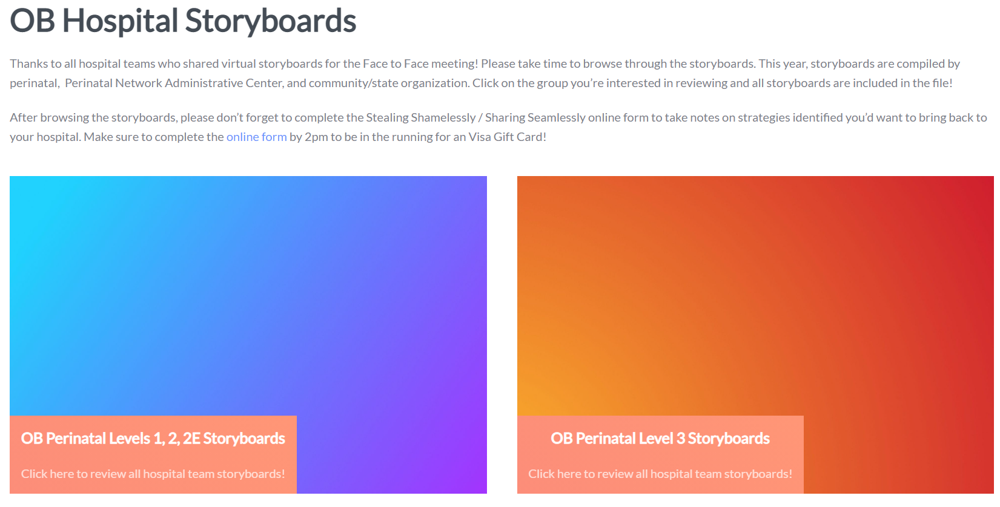 OB Hospital Storyboards
Thanks to all hospital teams who shared virtual storyboards for the Face to Face meeting! Please take time to browse through the storyboards. This year, storyboards are compiled by
perinatal,  Perinatal Network Administrative Center, and community/state organization. Click on the group you’re interested in reviewing and all storyboards are included in the file!
After browsing the storyboards, please don’t forget to complete the Stealing Shamelessly / Sharing Seamlessly online form to take notes on strategies identified you’d want to bring back to
your hospital. Make sure to complete the online form by 2pm to be in the running for an Visa Gift Card!
OB Perinatal Levels 1, 2, 2E Storyboards
Click here to review all hospital team storyboards!
OB Perinatal Level 3 Storyboards
Click here to review all hospital team storyboards!